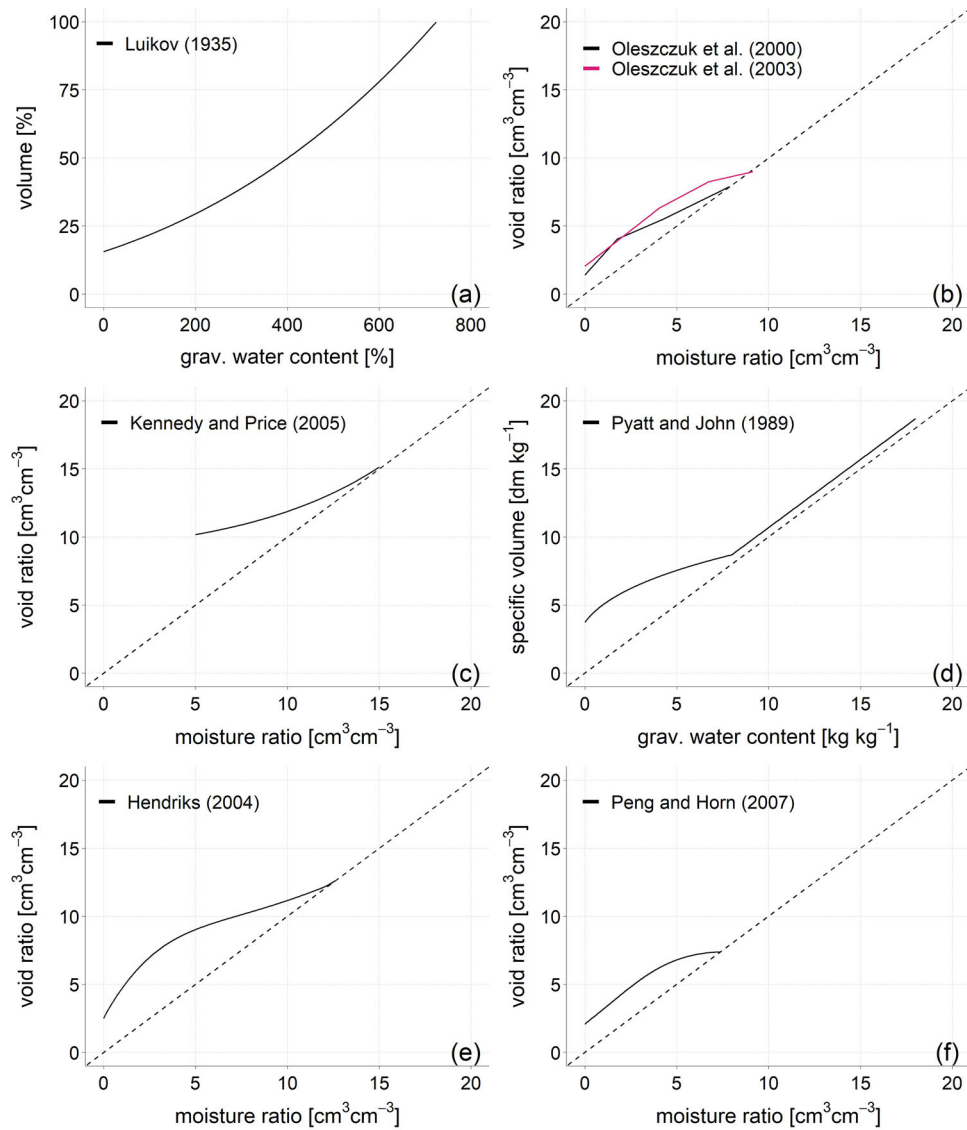 Luikov (1935)
volume [%]
100
75
50
25
0
(a)
0 200 400 600 800
grav. water content [%]
Oleszczuk et al. (2000)
Oleszczuk et al. (2003)
void ratio [cm³cm⁻³]
20
15
10
5
0
(b)
0 5 10 15 20
moisture ratio [cm³cm⁻³]
Kennedy and Price (2005)
void ratio [cm³cm⁻³]
20
15
10
5
0
(c)
0 5 10 15 20
moisture ratio [cm³cm⁻³]
Pyatt and John (1989)
specific volume [dm kg⁻¹]
20
15
10
5
0
(d)
0 5 10 15 20
grav. water content [kg kg⁻¹]
Hendriks (2004)
void ratio [cm³cm⁻³]
20
15
10
5
0
(e)
0 5 10 15 20
moisture ratio [cm³cm⁻³]
Peng and Horn (2007)
void ratio [cm³cm⁻³]
20
15
10
5
0
(f)
0 5 10 15 20
moisture ratio [cm³cm⁻³]